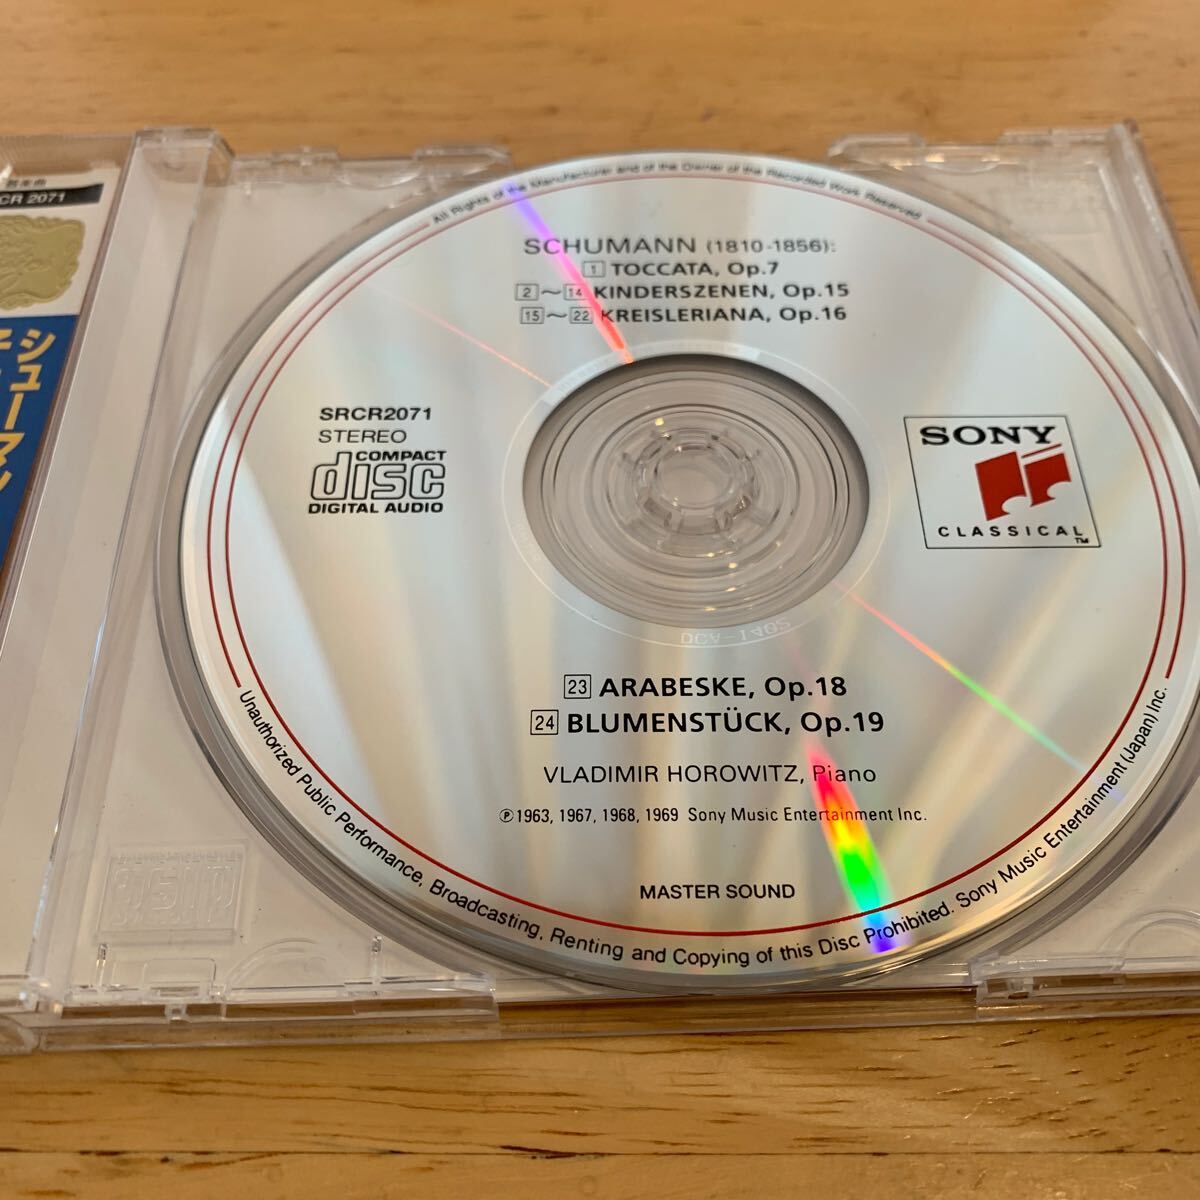 CR 2071
シューマン
All Rights of the Manufacturer and of the Owner of the Recorded Work Reserved
SCHUMANN (1810-1856):
1 TOCCATA, Op.7
2～14 KINDERSZENEN, Op.15
15～22 KREISLERIANA, Op.16
SRCR2071
STEREO
COMPACT
disc
DIGITAL AUDIO
SONY
CLASSICAL™
DCA-140S
23 ARABESKE, Op.18
24 BLUMENSTÜCK, Op.19
VLADIMIR HOROWITZ, Piano
℗1963, 1967, 1968, 1969 Sony Music Entertainment Inc.
MASTER SOUND
Unauthorized Public Performance, Broadcasting, Renting and Copying of this Disc Prohibited. Sony Music Entertainment (Japan) Inc.